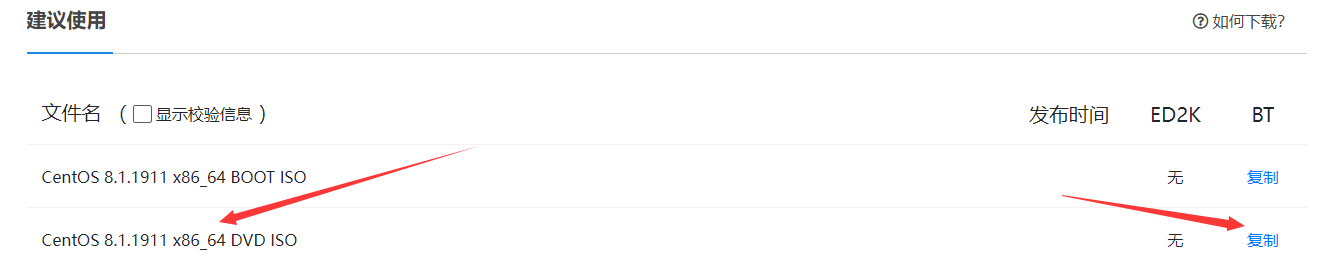 建议使用 如何下载?
文件名 ( 显示校验信息 ) 发布时间 ED2K BT
CentOS 8.1.1911 x86_64 BOOT ISO 无 复制
CentOS 8.1.1911 x86_64 DVD ISO 无 复制